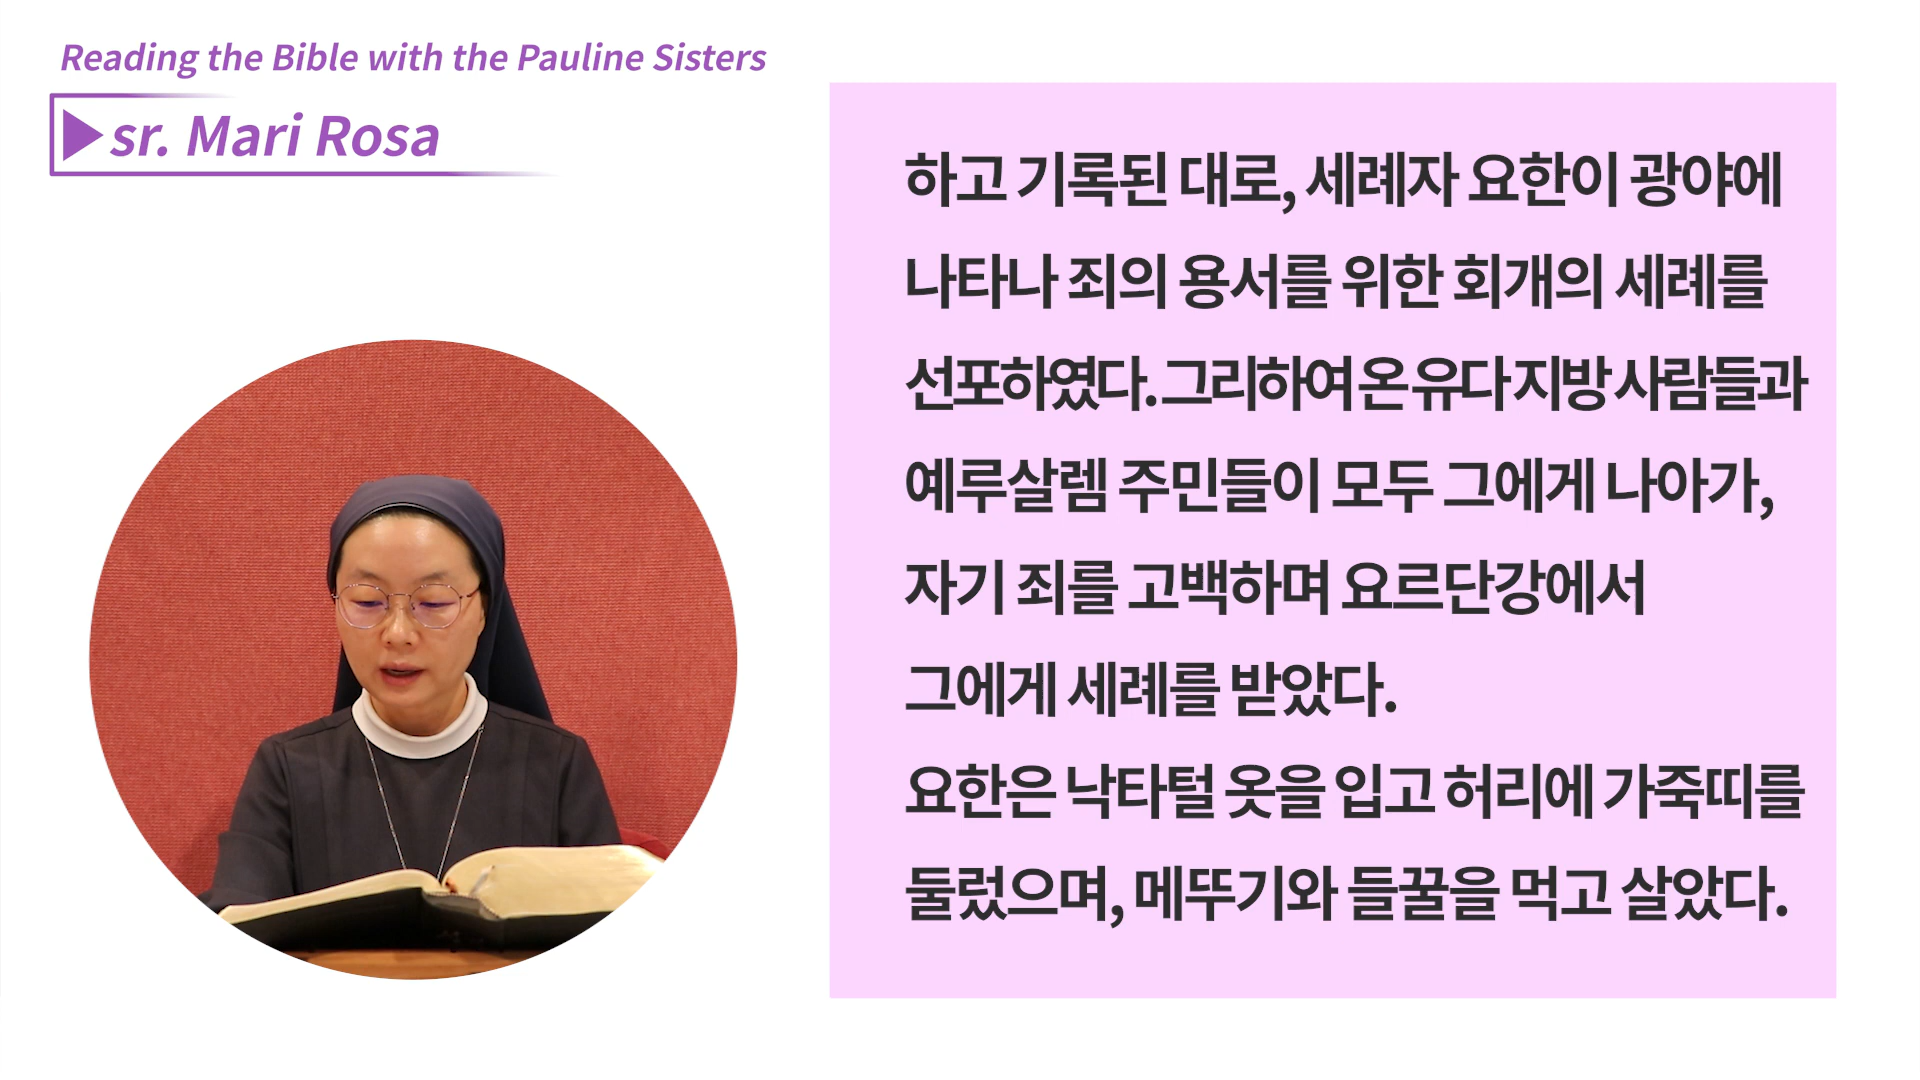 Reading the Bible with the Pauline Sisters
sr. Mari Rosa
하고 기록된 대로, 세례자 요한이 광야에
나타나 죄의 용서를 위한 회개의 세례를
선포하였다. 그리하여 온 유다 지방 사람들과
예루살렘 주민들이 모두 그에게 나아가,
자기 죄를 고백하며 요르단강에서
그에게 세례를 받았다.
요한은 낙타털 옷을 입고 허리에 가죽띠를
둘렀으며, 메뚜기와 들꿀을 먹고 살았다.